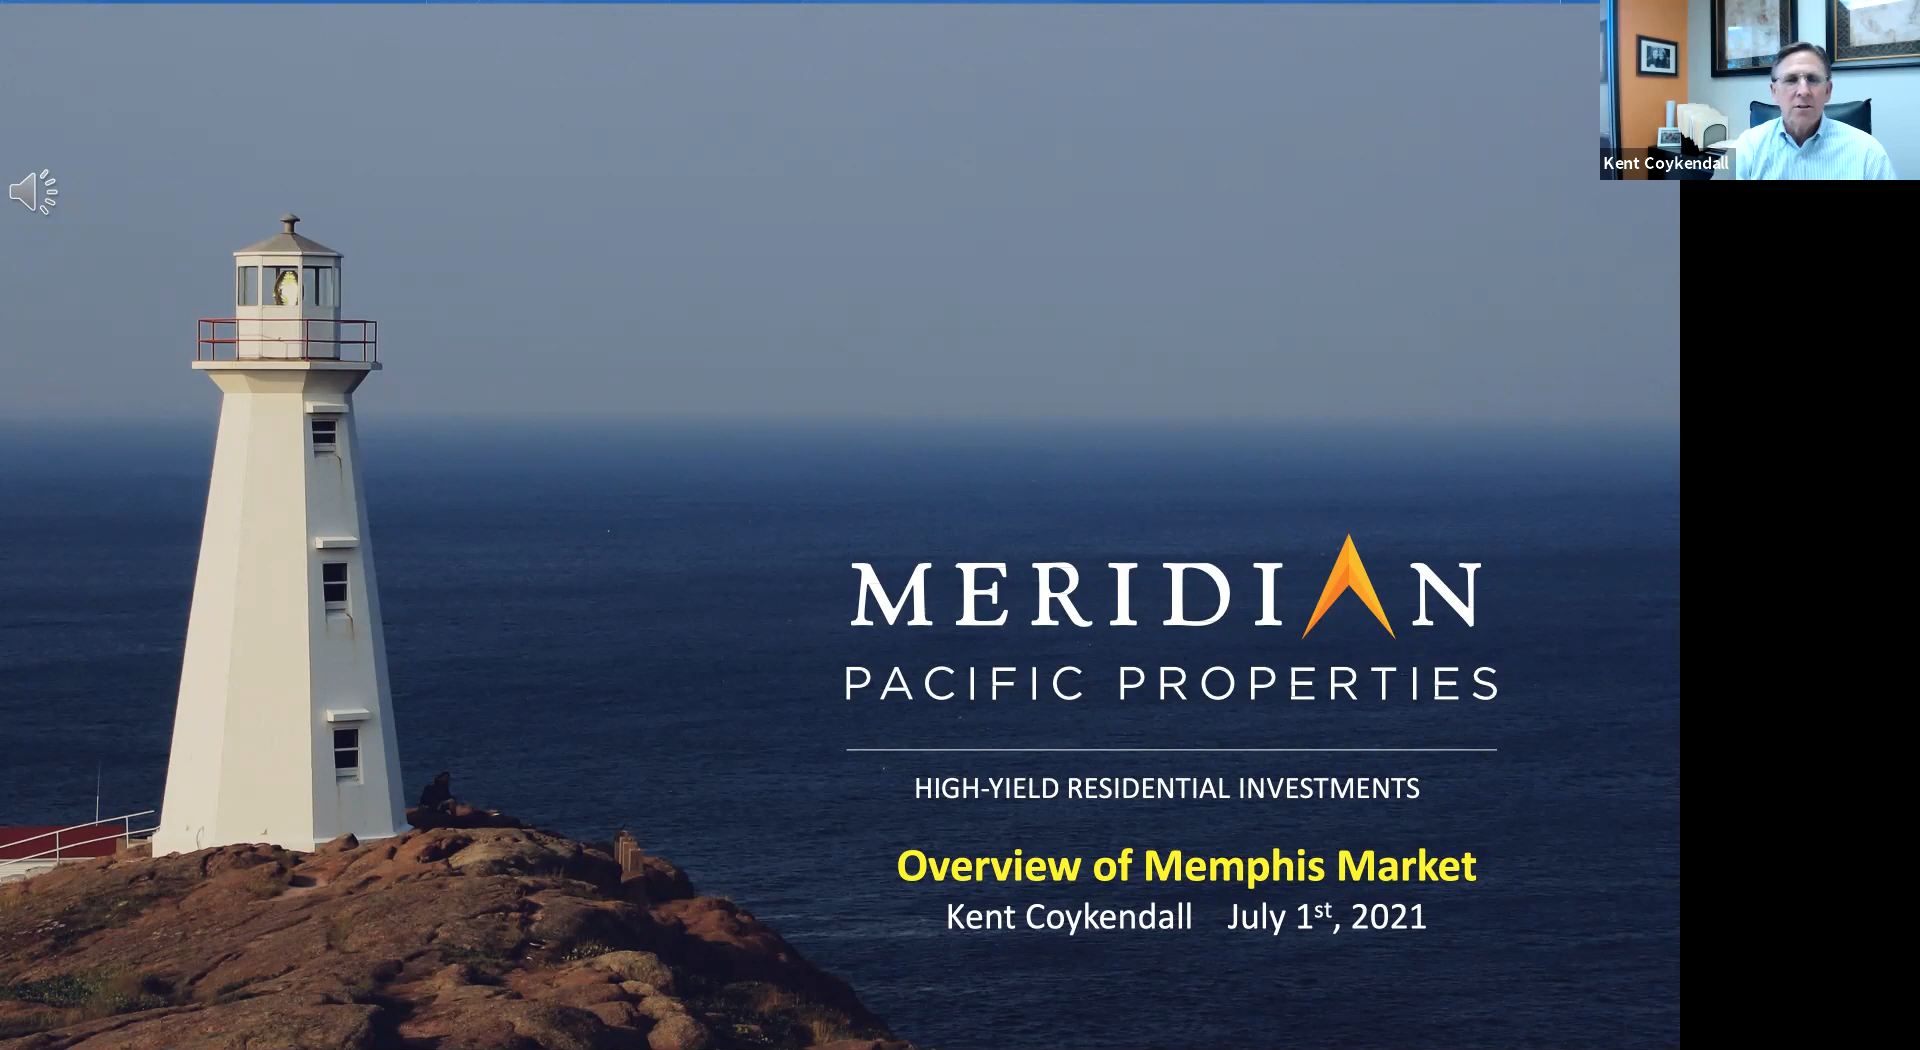 Kent Coykendall
MERIDIAN
PACIFIC PROPERTIES
HIGH-YIELD RESIDENTIAL INVESTMENTS
Overview of Memphis Market
Kent Coykendall July 1st, 2021